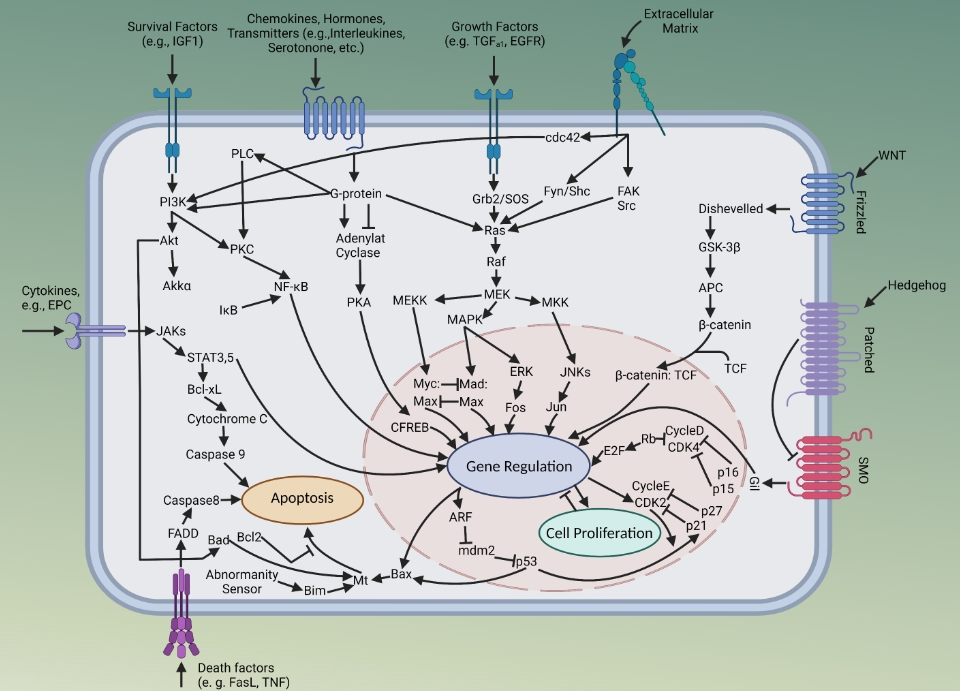 Survival Factors
(e.g., IGF1)
Chemokines, Hormones,
Transmitters (e.g.,Interleukines,
Serotonone, etc.)
Growth Factors
(e.g. TGFα1, EGFR)
Extracellular
Matrix
WNT
Frizzled
Hedgehog
Patched
SMO
Cytokines,
e.g., EPC
Death factors
(e. g. FasL, TNF)
cdc42
PLC
PI3K
G-protein
Grb2/SOS
Fyn/Shc
FAK
Src
Dishevelled
Akt
PKC
Adenylat
Cyclase
Ras
GSK-3β
Akkα
Raf
APC
NF-κB
IκB
PKA
MEKK
MEK
MKK
MAPK
β-catenin
TCF
β-catenin: TCF
JAKs
STAT3,5
Bcl-xL
Cytochrome C
Caspase 9
Myc:
Mad:
Max
Max
ERK
JNKs
Fos
Jun
CFREB
Gene Regulation
E2F
Rb
CycleD
CDK4
p16
p15
CycleE
CDK2
p27
p21
Gil
Apoptosis
Caspase8
FADD
Bad
Bcl2
Abnormanity
Sensor
Bim
Mt
Bax
ARF
mdm2
p53
Cell Proliferation